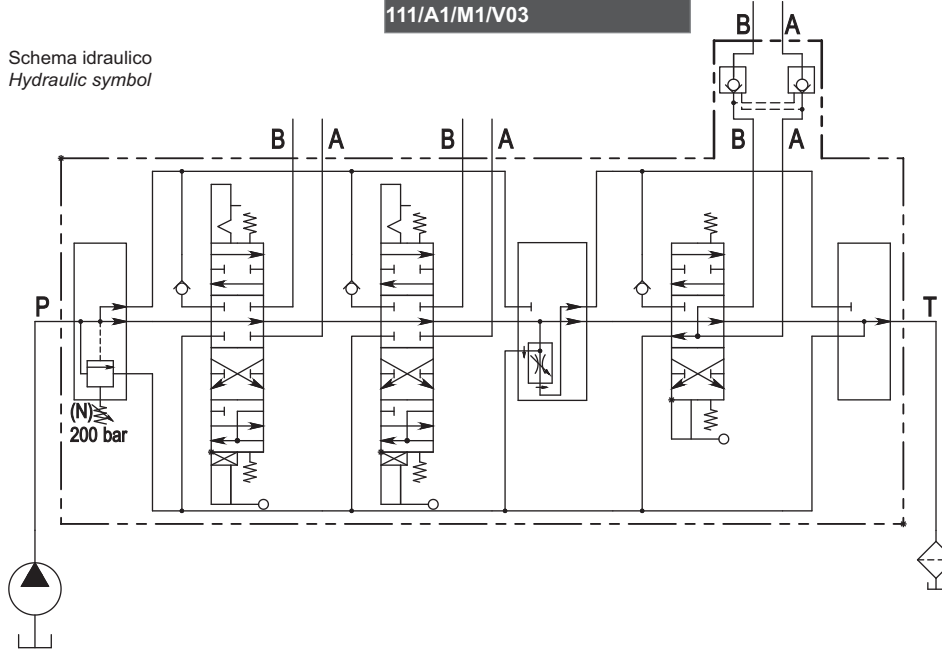 111/A1/M1/V03
Schema idraulico
Hydraulic symbol
B A
B A
B A
B A
P
T
(N)
200 bar